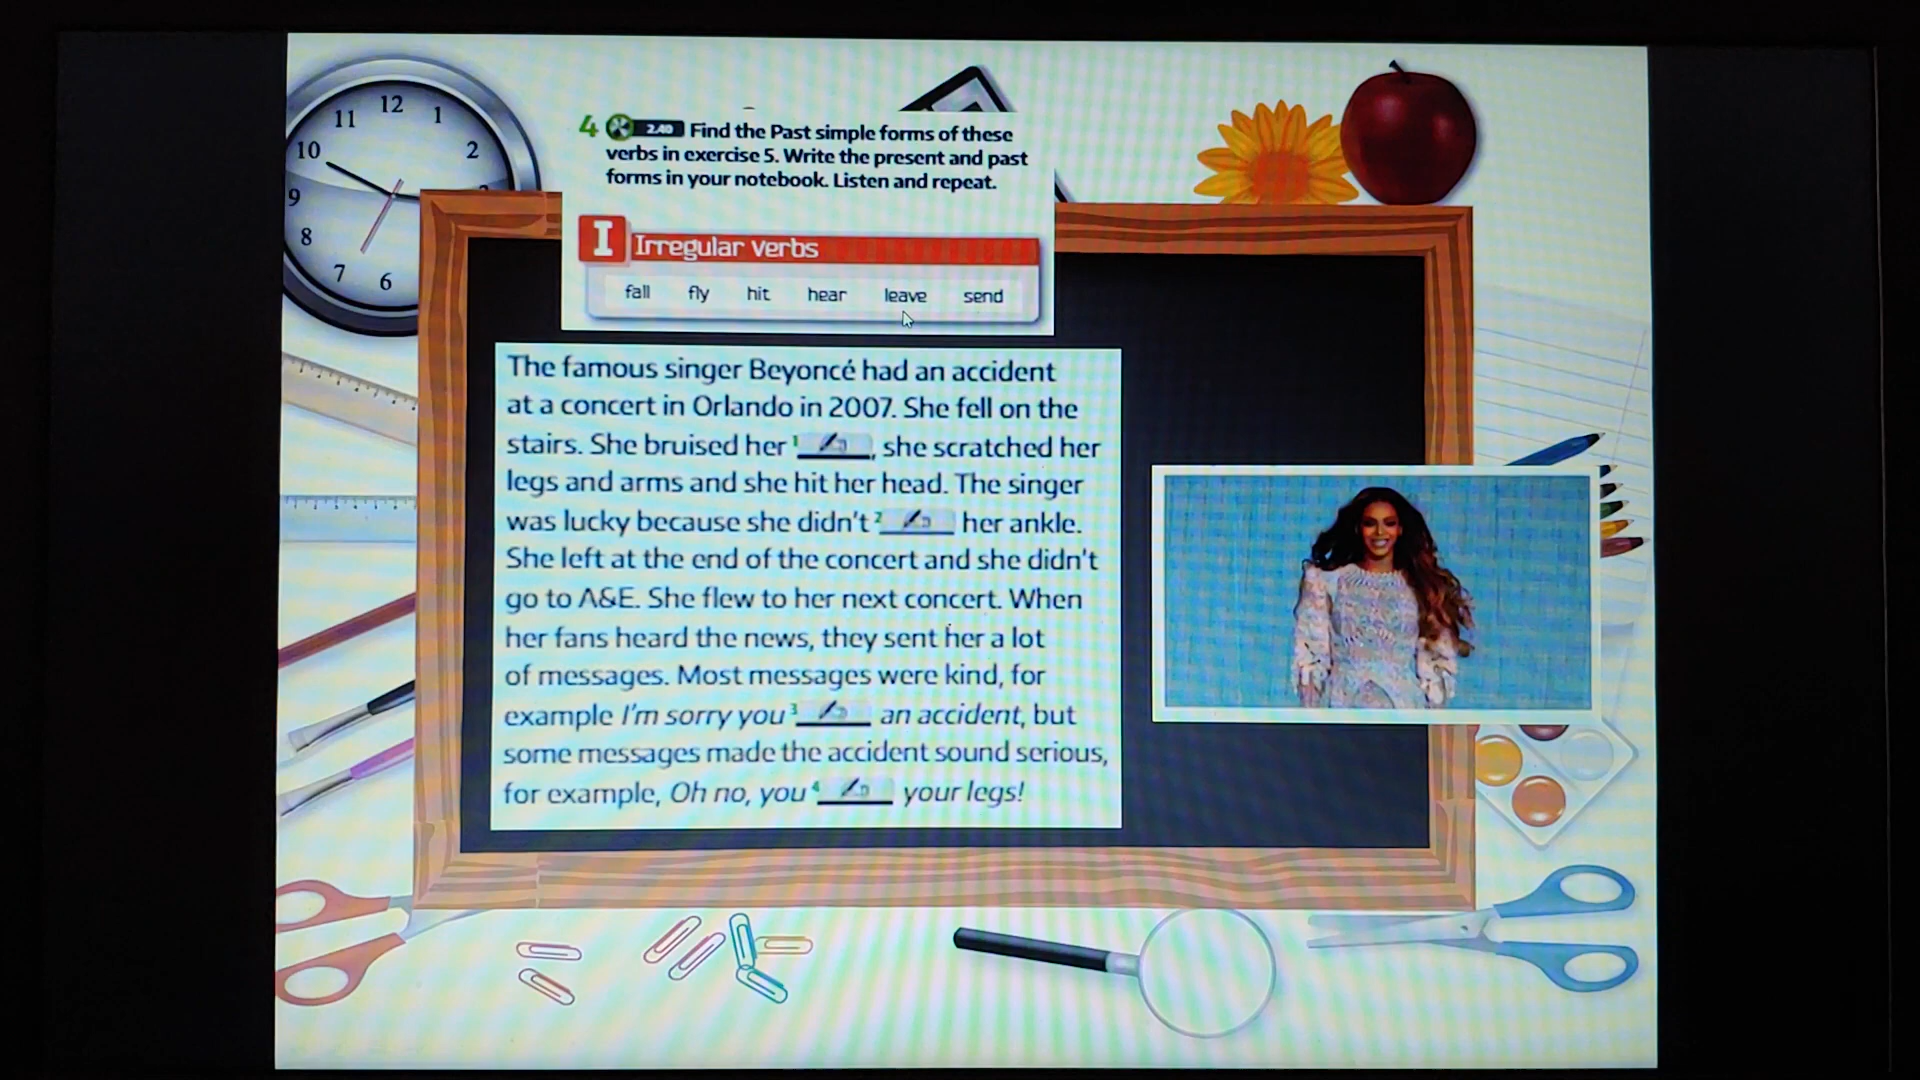 12
11
1
10
2
9
8
7
6
4 2.40 Find the Past simple forms of these
verbs in exercise 5. Write the present and past
forms in your notebook. Listen and repeat.
I Irregular verbs
fall fly hit hear leave send
The famous singer Beyoncé had an accident
at a concert in Orlando in 2007. She fell on the
stairs. She bruised her 1 ____, she scratched her
legs and arms and she hit her head. The singer
was lucky because she didn't 2 ____ her ankle.
She left at the end of the concert and she didn't
go to A&E. She flew to her next concert. When
her fans heard the news, they sent her a lot
of messages. Most messages were kind, for
example I'm sorry you 3 ____ an accident, but
some messages made the accident sound serious,
for example, Oh no, you 4 ____ your legs!